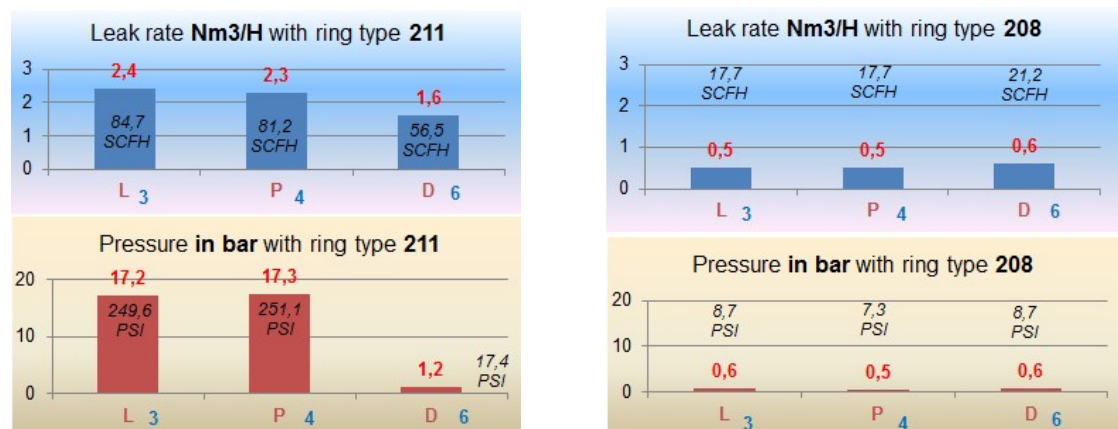 Leak rate Nm3/H with ring type 211
3
2
1
0
2,4
2,3
1,6
84,7
SCFH
81,2
SCFH
56,5
SCFH
L 3
P 4
D 6
Pressure in bar with ring type 211
20
10
0
17,2
17,3
1,2
249,6
PSI
251,1
PSI
17,4
PSI
L 3
P 4
D 6
Leak rate Nm3/H with ring type 208
3
2
1
0
17,7
SCFH
17,7
SCFH
21,2
SCFH
0,5
0,5
0,6
L 3
P 4
D 6
Pressure in bar with ring type 208
20
10
0
8,7
PSI
7,3
PSI
8,7
PSI
0,6
0,5
0,6
L 3
P 4
D 6